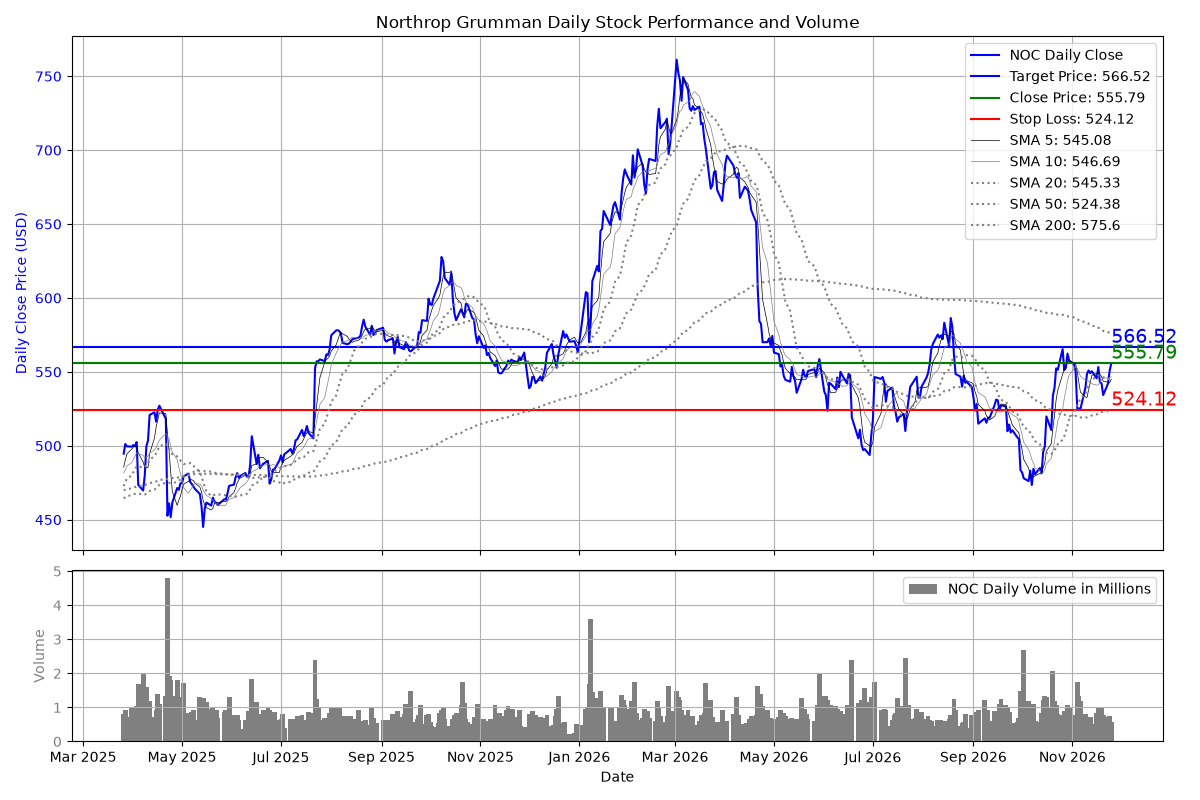 Northrop Grumman Daily Stock Performance and Volume
NOC Daily Close
Target Price: 566.52
Close Price: 555.79
Stop Loss: 524.12
SMA 5: 545.08
SMA 10: 546.69
SMA 20: 545.33
SMA 50: 524.38
SMA 200: 575.6
Daily Close Price (USD)
750
700
650
600
550
500
450
566.52
555.79
524.12
NOC Daily Volume in Millions
Volume
5
4
3
2
1
0
Mar 2025 May 2025 Jul 2025 Sep 2025 Nov 2025 Jan 2026 Mar 2026 May 2026 Jul 2026 Sep 2026 Nov 2026
Date